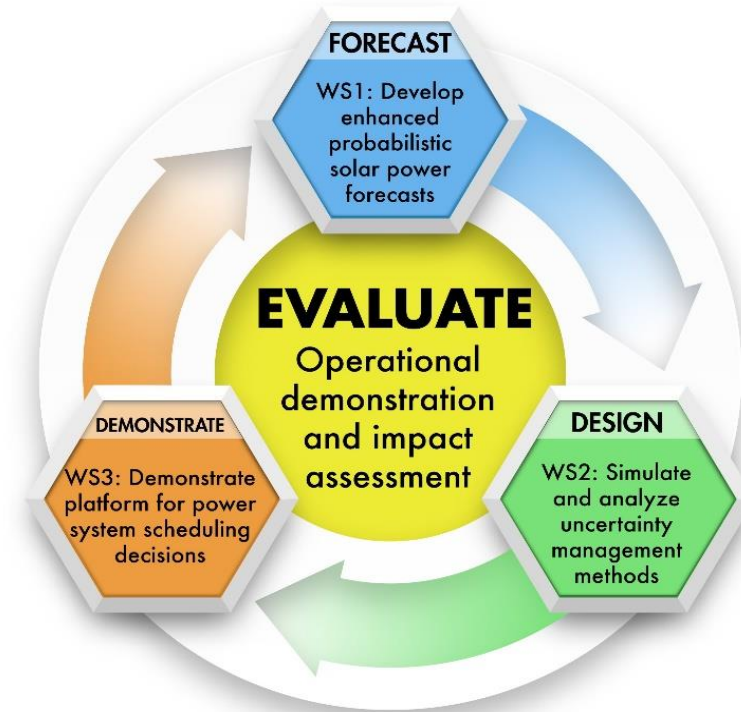 FORECAST
WS1: Develop
enhanced
probabilistic
solar power
forecasts
EVALUATE
Operational
demonstration
and impact
assessment
DEMONSTRATE
WS3: Demonstrate
platform for power
system scheduling
decisions
DESIGN
WS2: Simulate
and analyze
uncertainty
management
methods